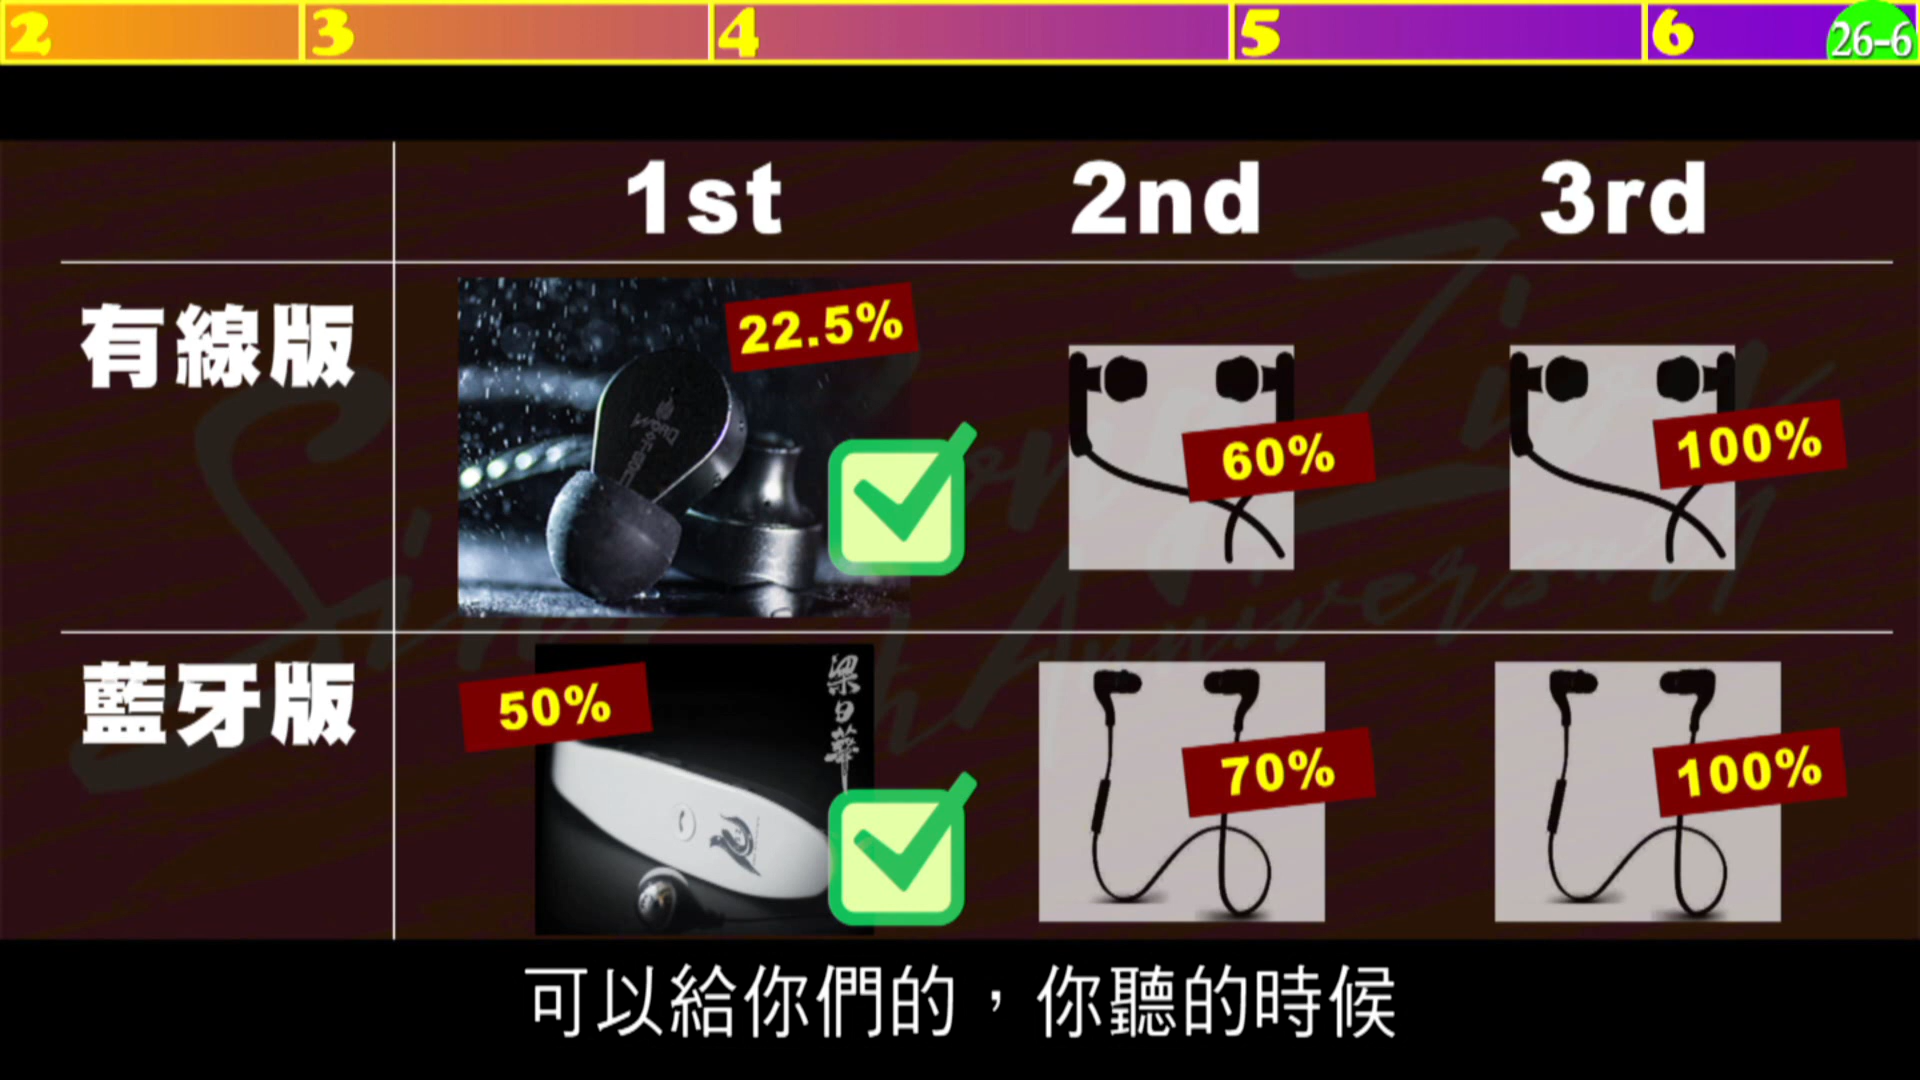 2 3 4 5 6 26-6
1st 2nd 3rd
有線版
22.5%
60%
100%
藍牙版
50%
梁日華
70%
100%
可以給你們的，你聽的時候